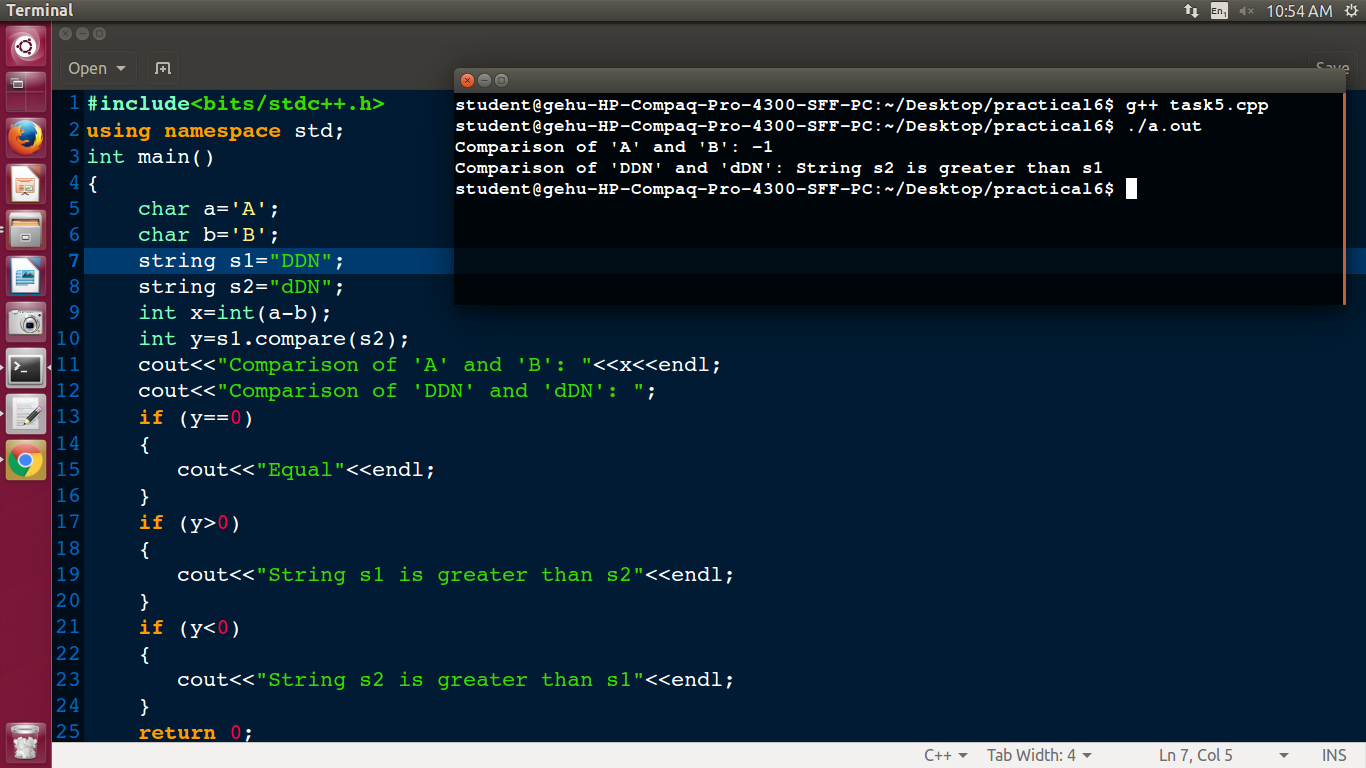 Terminal
En1 10:54 AM
Open Save
1 #include<bits/stdc++.h>
2 using namespace std;
3 int main()
4 {
5 char a='A';
6 char b='B';
7 string s1="DDN";
8 string s2="dDN";
9 int x=int(a-b);
10 int y=s1.compare(s2);
11 cout<<"Comparison of 'A' and 'B': "<<x<<endl;
12 cout<<"Comparison of 'DDN' and 'dDN': ";
13 if (y==0)
14 {
15 cout<<"Equal"<<endl;
16 }
17 if (y>0)
18 {
19 cout<<"String s1 is greater than s2"<<endl;
20 }
21 if (y<0)
22 {
23 cout<<"String s2 is greater than s1"<<endl;
24 }
25 return 0;
student@gehu-HP-Compaq-Pro-4300-SFF-PC:~/Desktop/practical6$ g++ task5.cpp
student@gehu-HP-Compaq-Pro-4300-SFF-PC:~/Desktop/practical6$ ./a.out
Comparison of 'A' and 'B': -1
Comparison of 'DDN' and 'dDN': String s2 is greater than s1
student@gehu-HP-Compaq-Pro-4300-SFF-PC:~/Desktop/practical6$
C++ Tab Width: 4 Ln 7, Col 5 INS